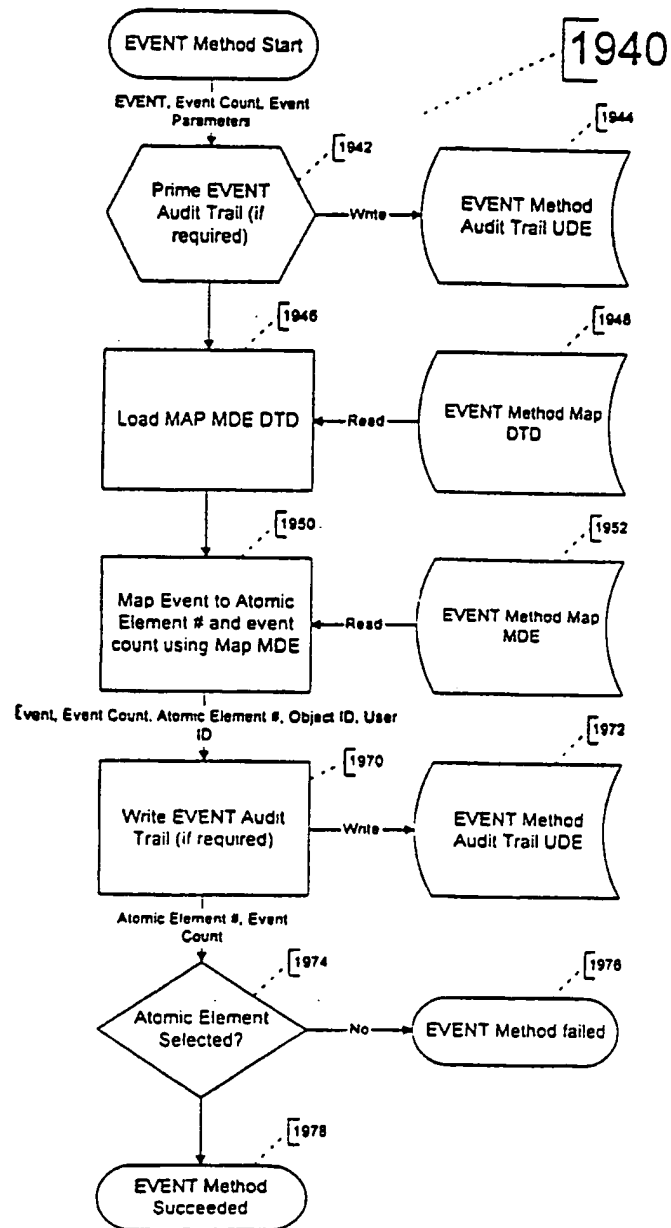 EVENT Method Start
1940
EVENT, Event Count, Event
Parameters
1942
1944
Prime EVENT
Audit Trail (if
required)
Write
EVENT Method
Audit Trail UDE
1946
1948
Load MAP MDE DTD
Read
EVENT Method Map
DTD
1950
1952
Map Event to Atomic
Element # and event
count using Map MDE
Read
EVENT Method Map
MDE
Event, Event Count, Atomic Element #, Object ID, User
ID
1970
1972
Write EVENT Audit
Trail (if required)
Write
EVENT Method
Audit Trail UDE
Atomic Element #, Event
Count
1974
1976
Atomic Element
Selected?
No
EVENT Method failed
1978
EVENT Method
Succeeded